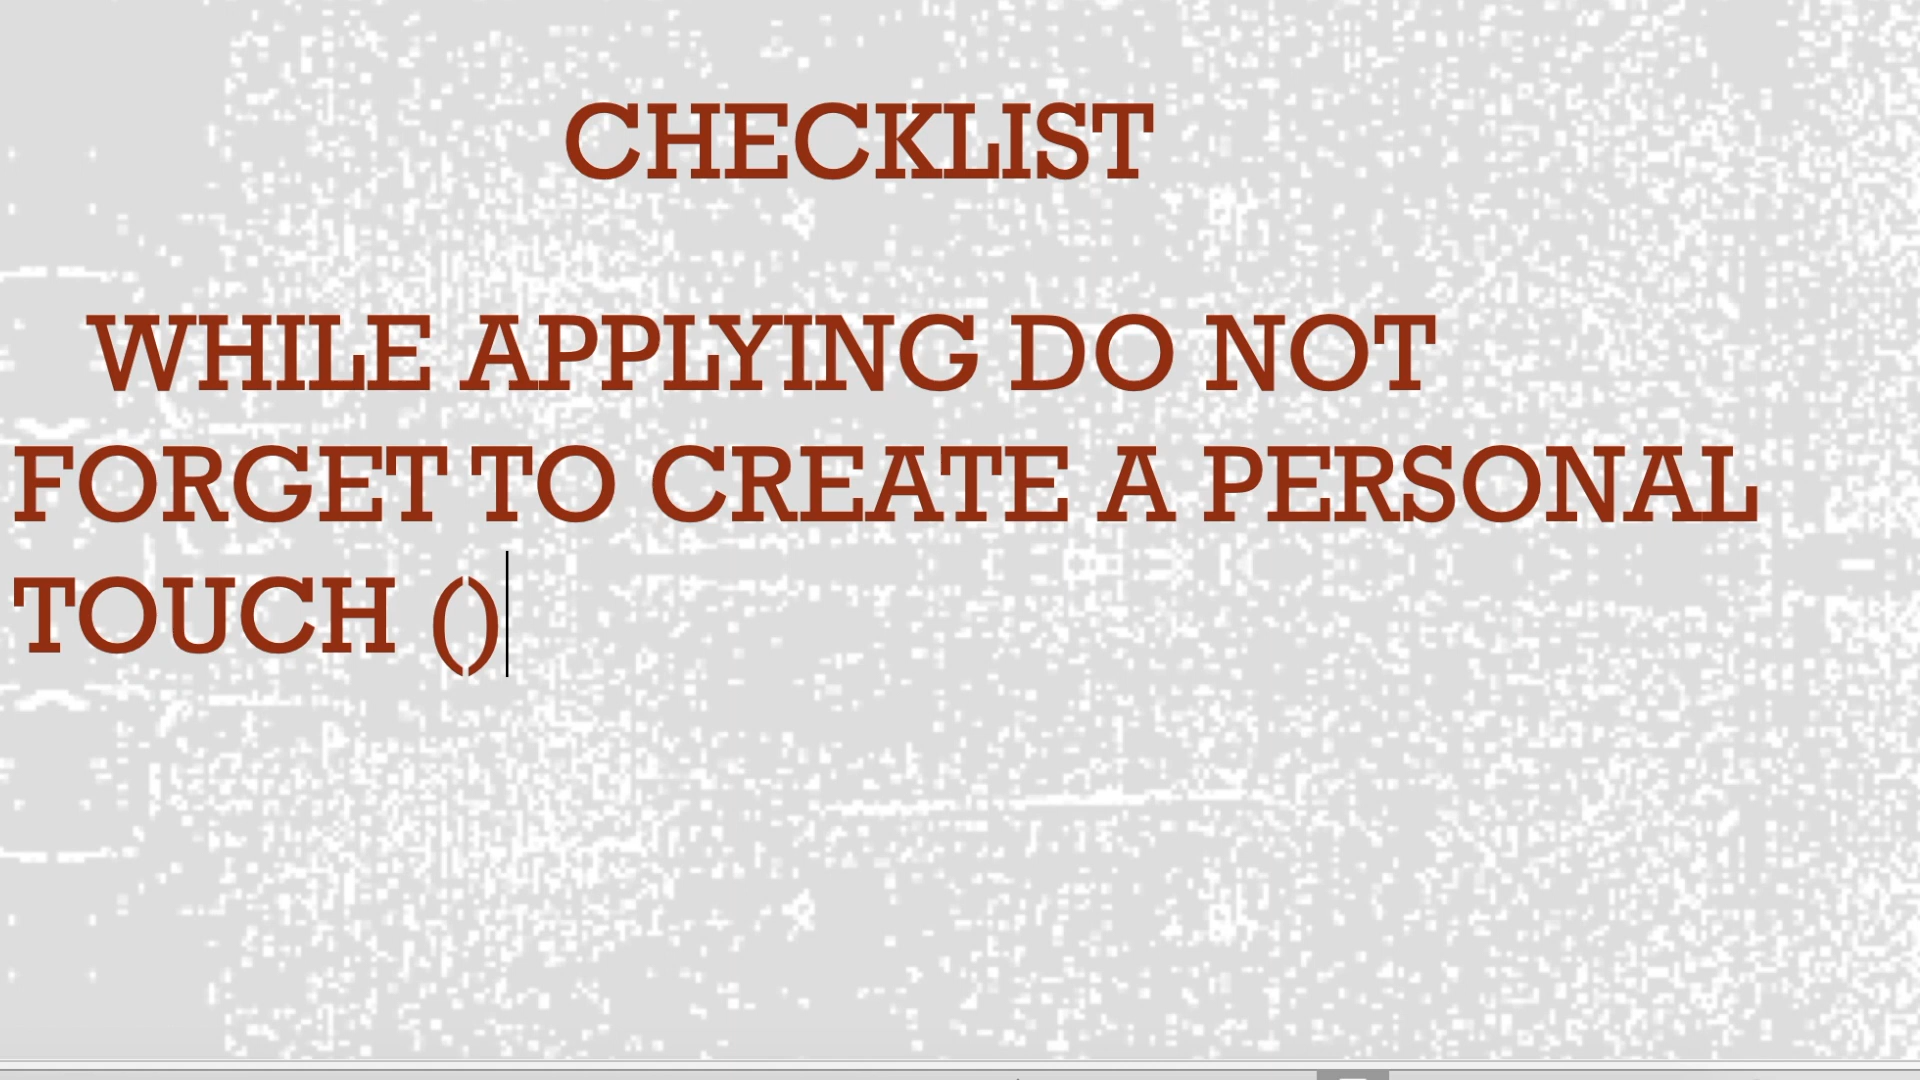 CHECKLIST
WHILE APPLYING DO NOT
FORGET TO CREATE A PERSONAL
TOUCH ()